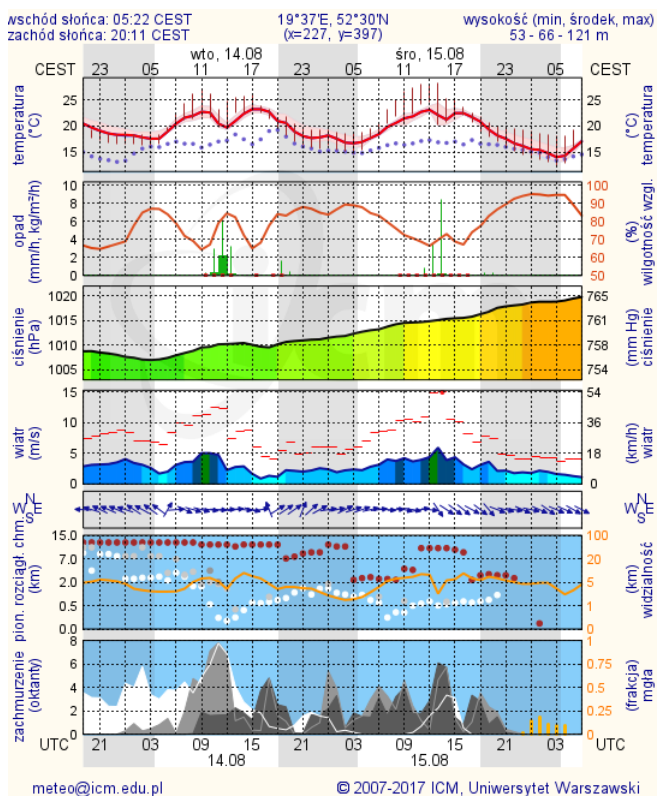 wschód słońca: 05:22 CEST 19°37'E, 52°30'N wysokość (min, środek, max)
zachód słońca: 20:11 CEST (x=227, y=397) 53 - 66 - 121 m
wto, 14.08 śro, 15.08
CEST 23 05 11 17 23 05 11 17 23 05 CEST
temperatura (°C) 25 20 15 25 20 15 temperatura (°C)
opad (mm/h, kg/m²/h) 10 8 6 4 2 0 100 90 80 70 60 50 (%) wilgotność wzgl.
ciśnienie (hPa) 1020 1015 1010 1005 765 761 758 754 (mm Hg) ciśnienie
wiatr (m/s) 15 10 5 0 54 36 18 0 (km/h) wiatr
N W E S N W E S
pion. rozciągł. chm. (km) 15.0 7.0 2.0 0.5 0.0 100 20 5 1 0 (km) widzialność
zachmurzenie (oktanty) 8 6 4 2 0 1 0.75 0.5 0.25 0 (frakcja) mgła
UTC 21 03 09 15 21 03 09 15 21 03 UTC
14.08 15.08
meteo@icm.edu.pl © 2007-2017 ICM, Uniwersytet Warszawski